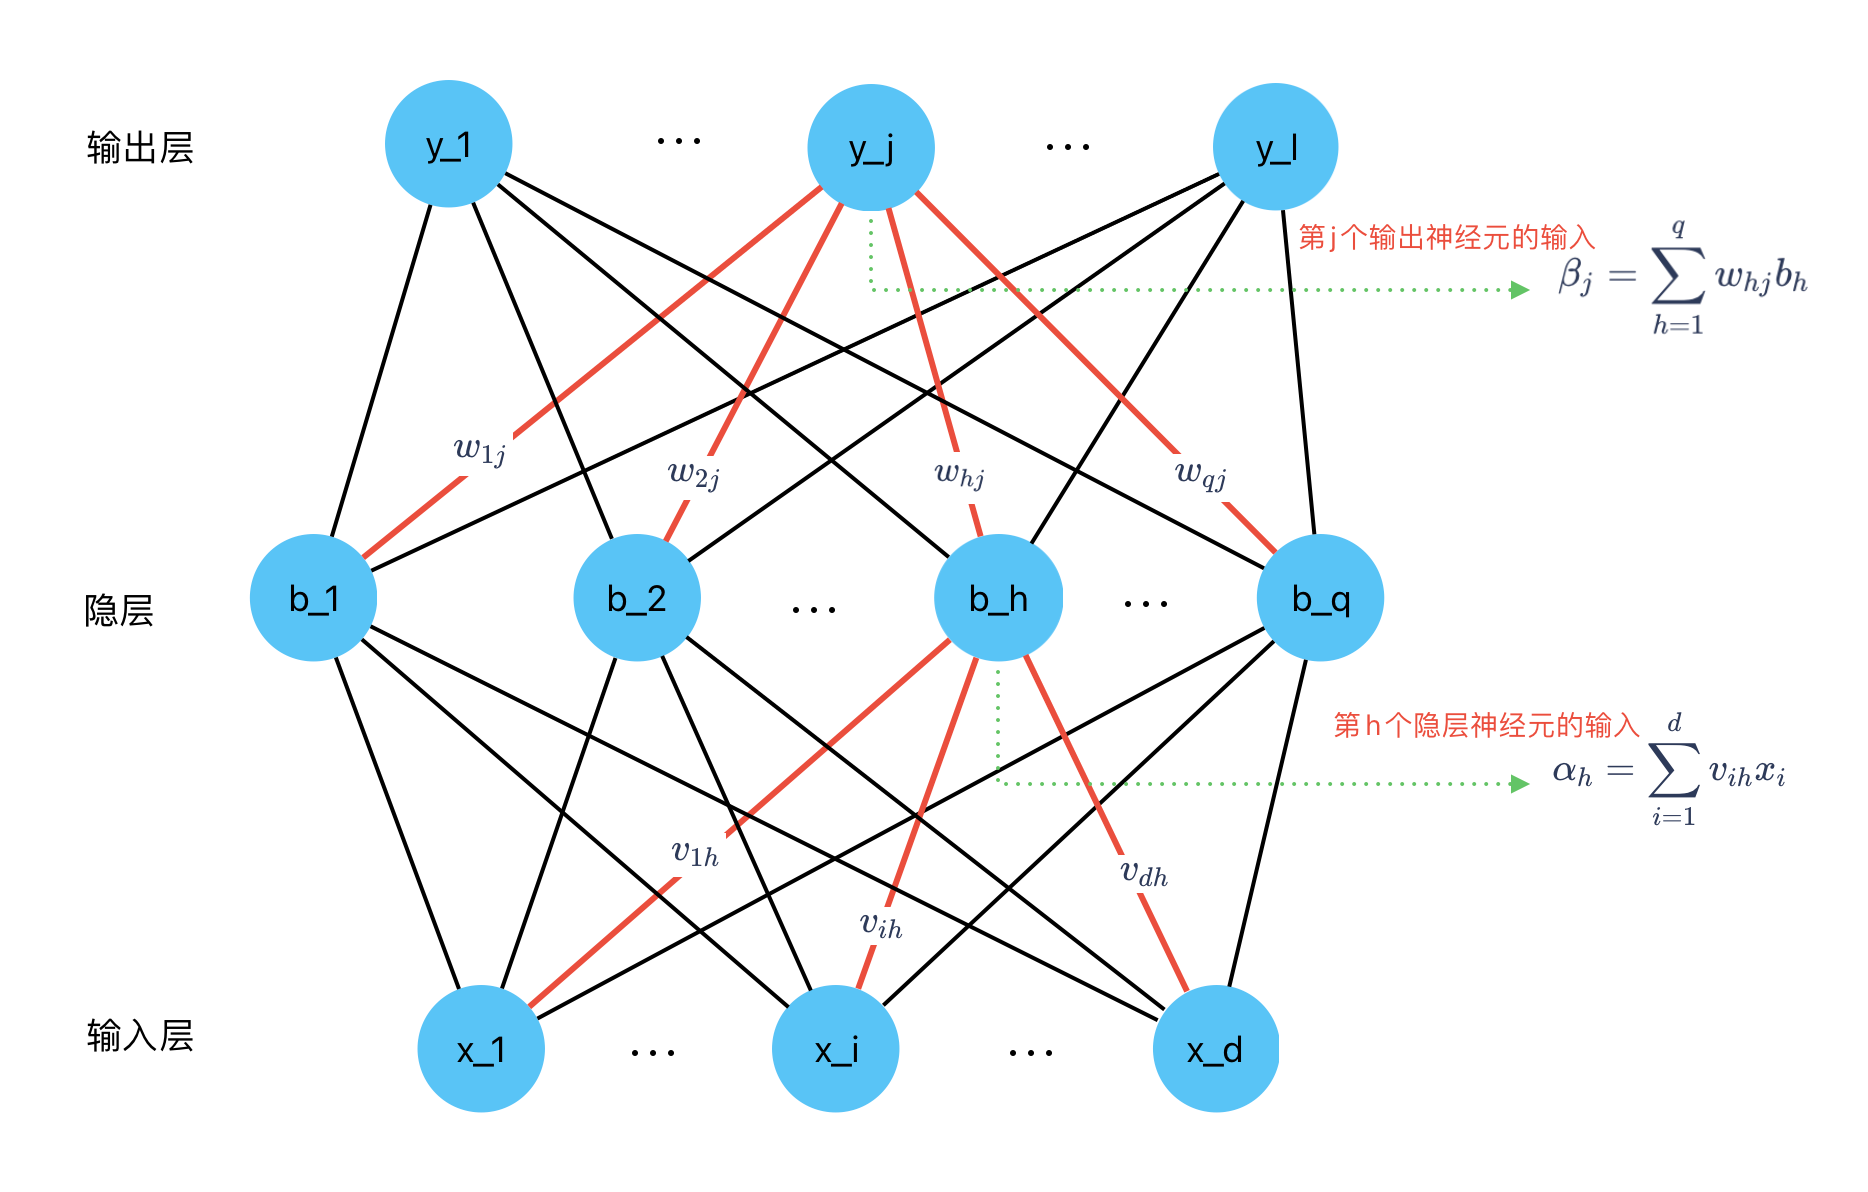 输出层
y_1
...
y_j
...
y_l
第j个输出神经元的输入
β_j = \sum_{h=1}^{q} w_{hj} b_h
w_{1j}
w_{2j}
w_{hj}
w_{qj}
隐层
b_1
b_2
...
b_h
...
b_q
第h个隐层神经元的输入
α_h = \sum_{i=1}^{d} v_{ih} x_i
v_{1h}
v_{ih}
v_{dh}
输入层
x_1
...
x_i
...
x_d